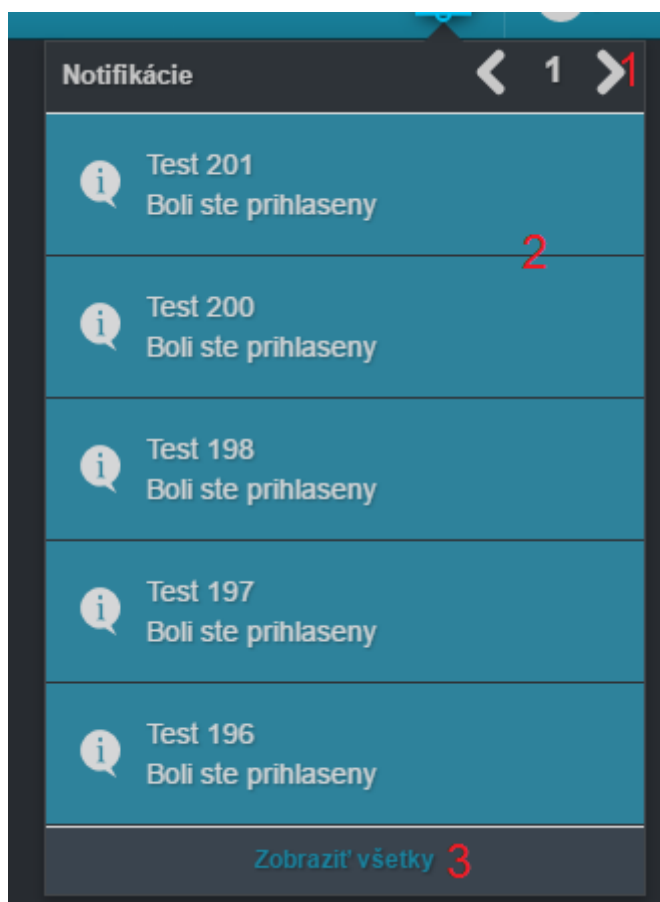 Notifikácie 1 1
Test 201
Boli ste prihlaseny
2
Test 200
Boli ste prihlaseny
Test 198
Boli ste prihlaseny
Test 197
Boli ste prihlaseny
Test 196
Boli ste prihlaseny
Zobraziť všetky 3